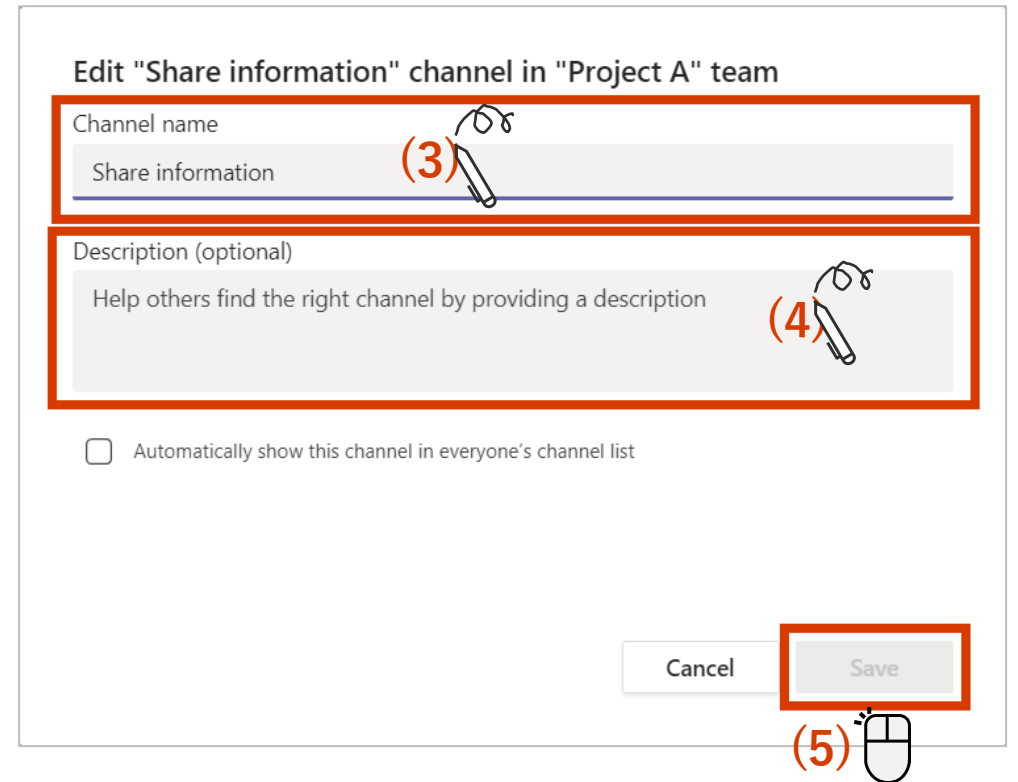 Edit "Share information" channel in "Project A" team
Channel name
Share information
(3)
Description (optional)
Help others find the right channel by providing a description
(4)
Automatically show this channel in everyone's channel list
Cancel
Save
(5)